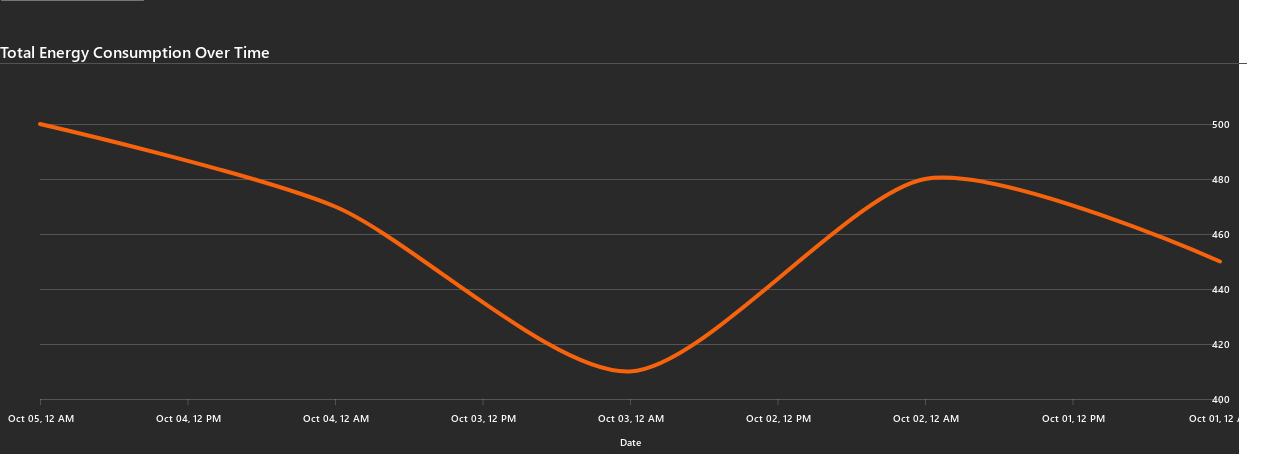 Total Energy Consumption Over Time
500
480
460
440
420
400
Oct 05, 12 AM Oct 04, 12 PM Oct 04, 12 AM Oct 03, 12 PM Oct 03, 12 AM Oct 02, 12 PM Oct 02, 12 AM Oct 01, 12 PM Oct 01, 12
Date